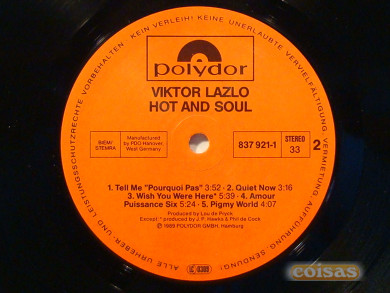 KEIN VERLEIH! KEINE UNERLAUBTE VERVIELFÄLTIGUNG, VERMIETUNG, AUFFÜHRUNG, SENDUNG!
ALLE URHEBER- UND LEISTUNGSSCHUTZRECHTE VORBEHALTEN ·
polydor
VIKTOR LAZLO
HOT AND SOUL
BIEM/
STEMRA
Manufactured
by PDO Hanover,
West Germany
837 921-1
STEREO
33
2
1. Tell Me "Pourquoi Pas" 3:52 · 2. Quiet Now 3:16
3. Wish You Were Here* 5:39 · 4. Amour
Puissance Six 5:24 · 5. Pigmy World 4:07
Produced by Lou de Pryck
Except: * produced by J. P. Hawks & Phil de Cock
℗ 1989 POLYDOR GMBH, Hamburg
coisas